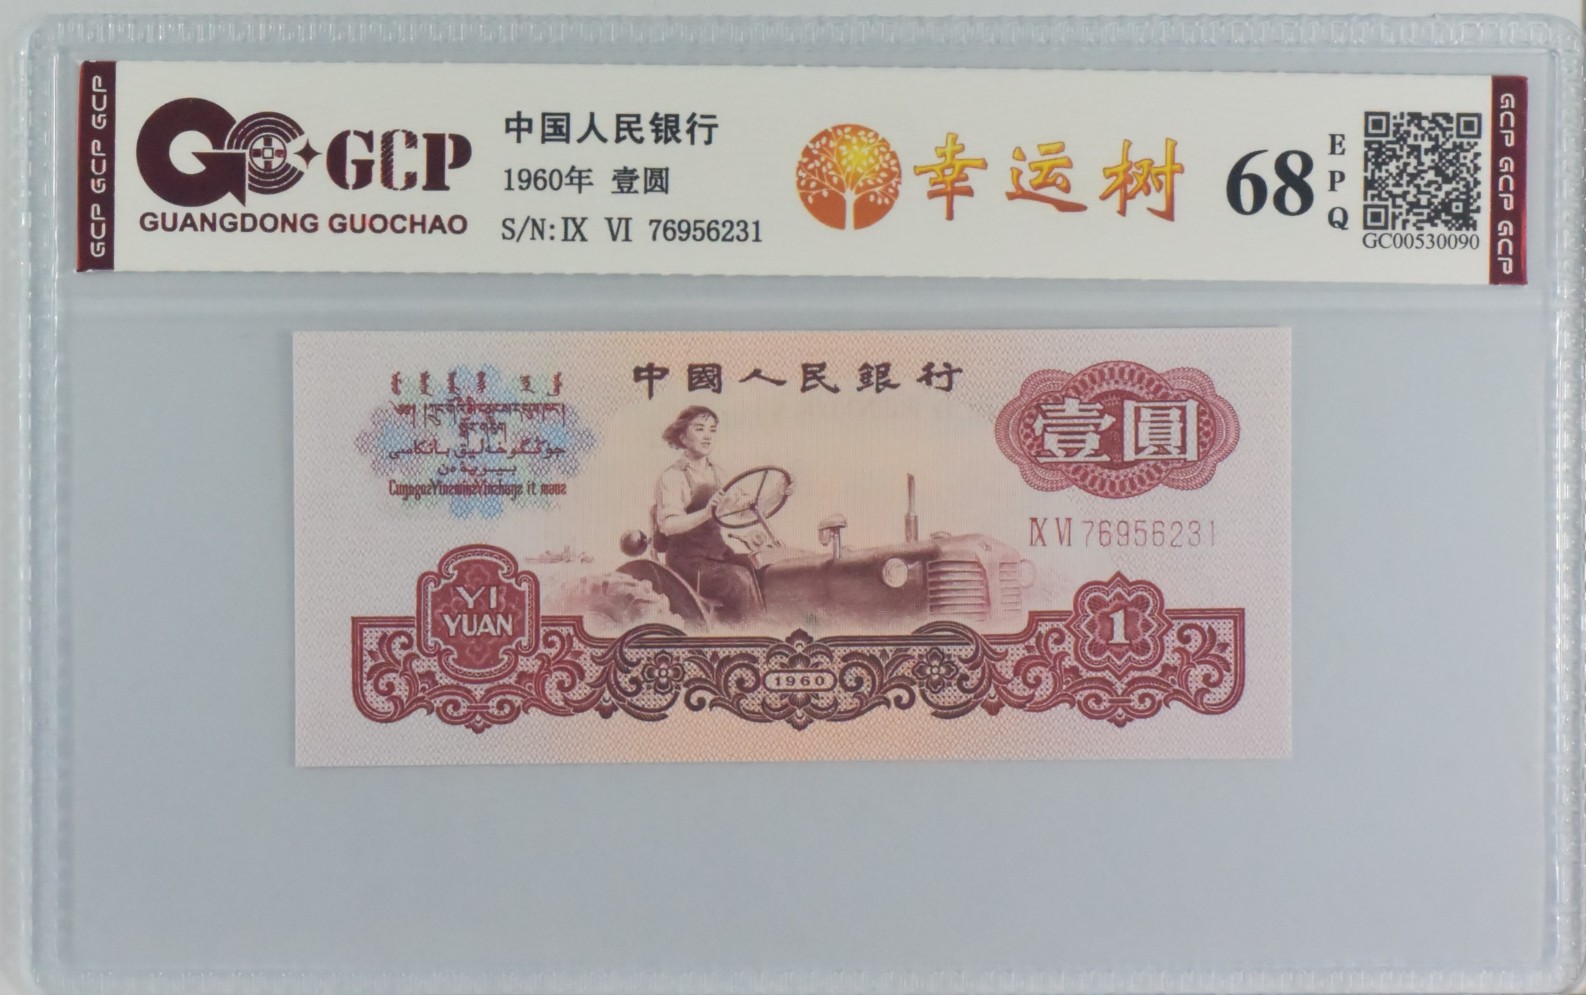 GCP GCP GCP
GCP
GUANGDONG GUOCHAO
中国人民银行
1960年 壹圆
S/N:IX VI 76956231
幸运树
68
EPQ
GC00530090
GCP GCP GCP
中國人民銀行
壹圓
IX VI 76956231
YI
YUAN
1960
1